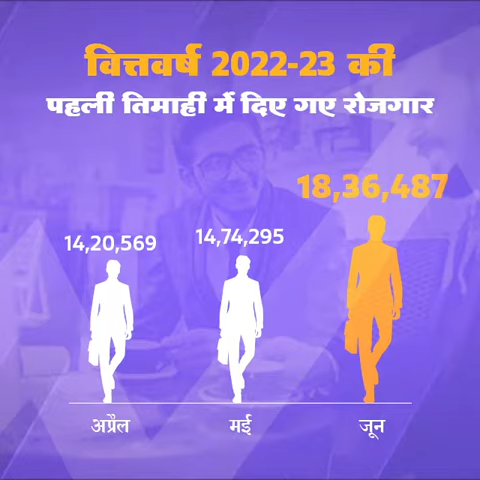 वित्तवर्ष 2022-23 की
पहली तिमाही में दिए गए रोजगार
18,36,487
14,20,569
14,74,295
अप्रैल
मई
जून